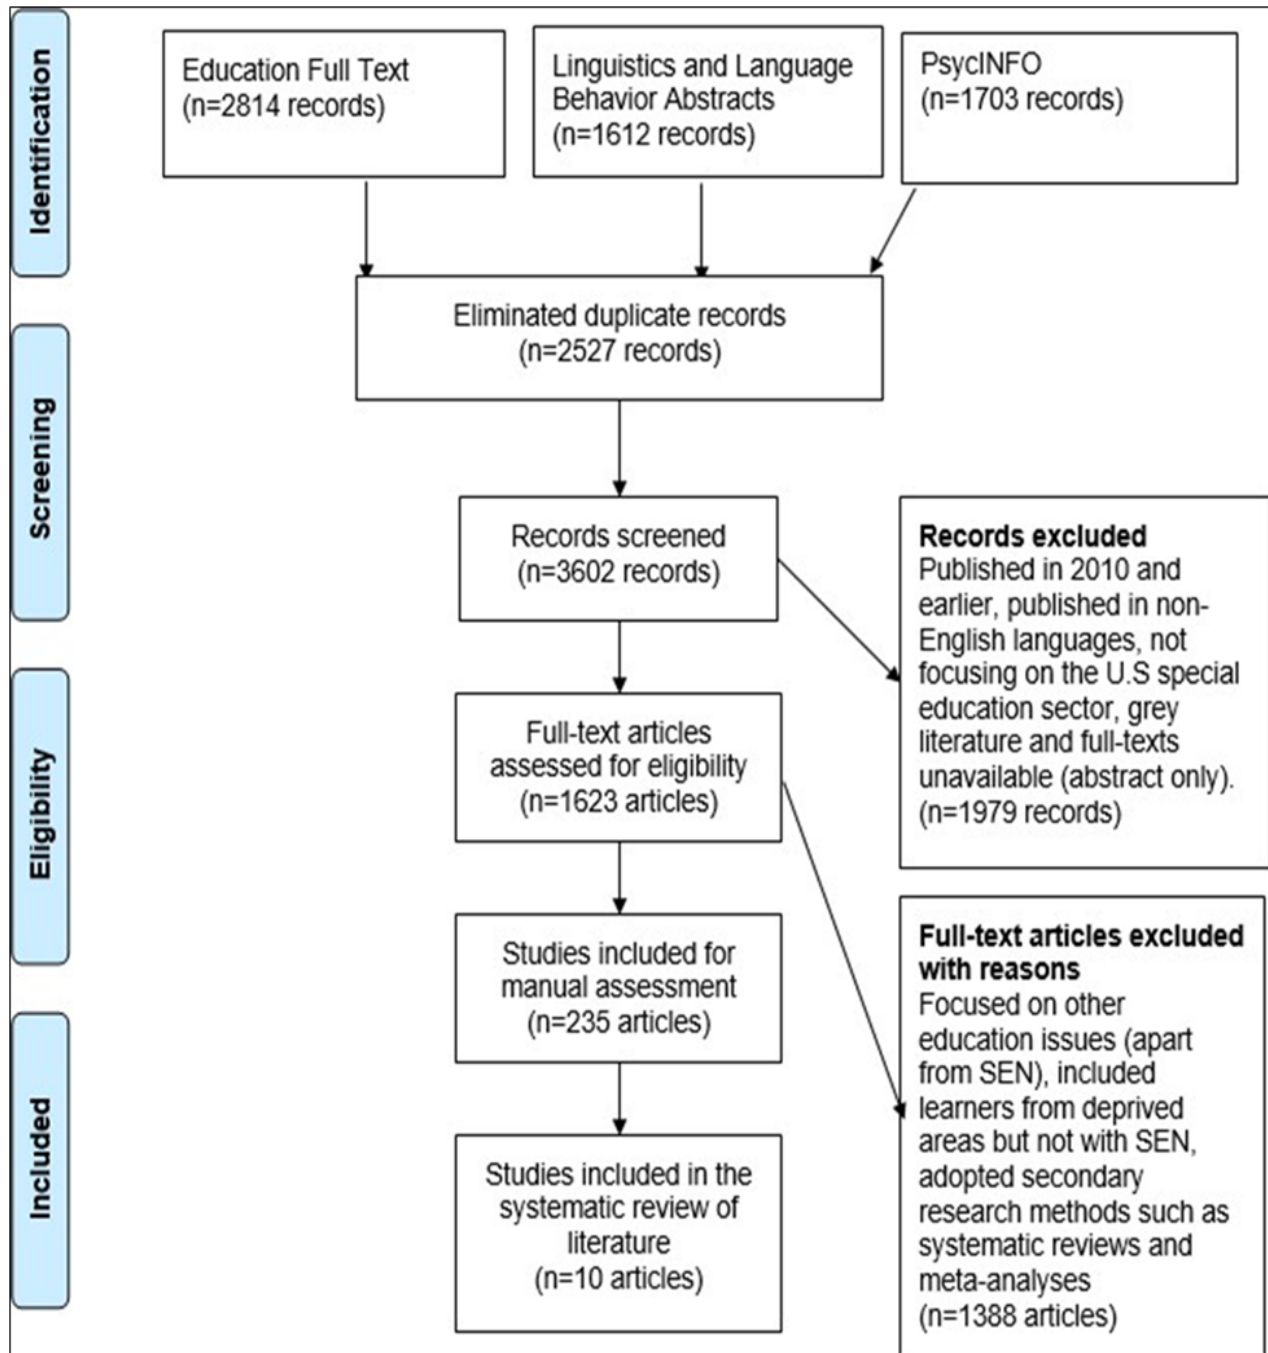 Identification
Education Full Text
(n=2814 records)
Linguistics and Language
Behavior Abstracts
(n=1612 records)
PsycINFO
(n=1703 records)
Eliminated duplicate records
(n=2527 records)
Screening
Records screened
(n=3602 records)
Records excluded
Published in 2010 and
earlier, published in non-
English languages, not
focusing on the U.S special
education sector, grey
literature and full-texts
unavailable (abstract only).
(n=1979 records)
Eligibility
Full-text articles
assessed for eligibility
(n=1623 articles)
Studies included for
manual assessment
(n=235 articles)
Full-text articles excluded
with reasons
Focused on other
education issues (apart
from SEN), included
learners from deprived
areas but not with SEN,
adopted secondary
research methods such as
systematic reviews and
meta-analyses
(n=1388 articles)
Included
Studies included in the
systematic review of
literature
(n=10 articles)